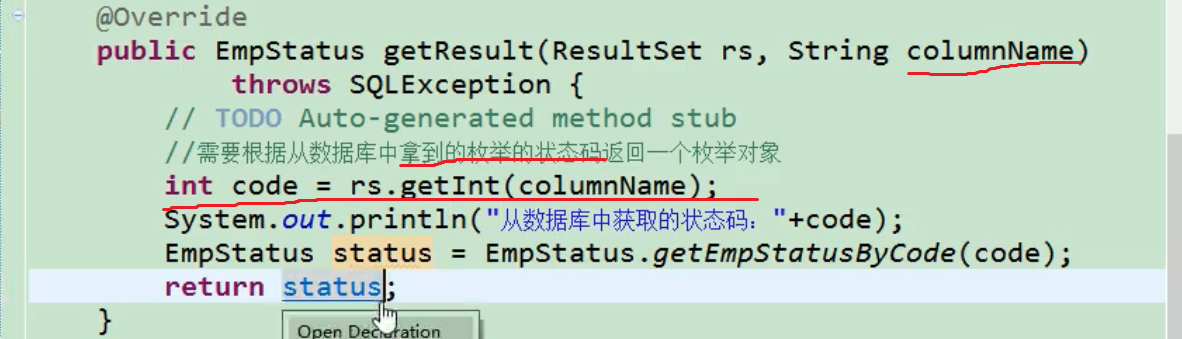 @Override
public EmpStatus getResult(ResultSet rs, String columnName)
throws SQLException {
// TODO Auto-generated method stub
//需要根据从数据库中拿到的枚举的状态码返回一个枚举对象
int code = rs.getInt(columnName);
System.out.println("从数据库中获取的状态码："+code);
EmpStatus status = EmpStatus.getEmpStatusByCode(code);
return status;
}
Open Declaration